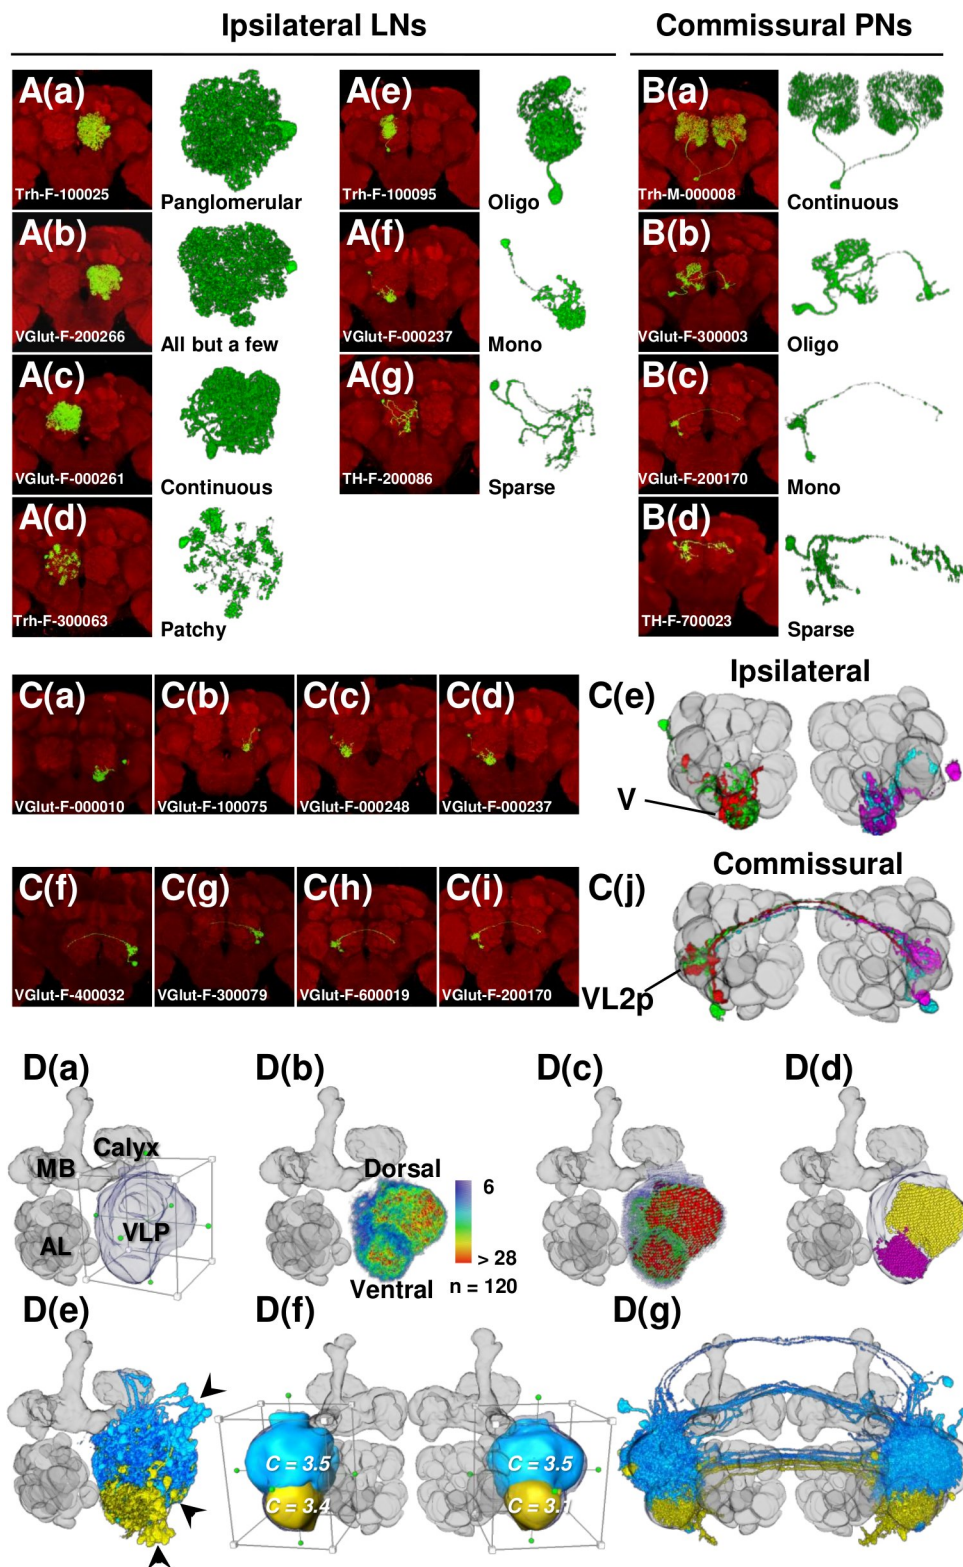 Ipsilateral LNs
Commissural PNs
A(a)
Trh-F-100025
Panglomerular
A(e)
Trh-F-100095
Oligo
B(a)
Trh-M-000008
Continuous
A(b)
VGlut-F-200266
All but a few
A(f)
VGlut-F-000237
Mono
B(b)
VGlut-F-300003
Oligo
A(c)
VGlut-F-000261
Continuous
A(g)
TH-F-200086
Sparse
B(c)
VGlut-F-200170
Mono
A(d)
Trh-F-300063
Patchy
B(d)
TH-F-700023
Sparse
C(a)
VGlut-F-000010
C(b)
VGlut-F-100075
C(c)
VGlut-F-000248
C(d)
VGlut-F-000237
C(e)
Ipsilateral
V
C(f)
VGlut-F-400032
C(g)
VGlut-F-300079
C(h)
VGlut-F-600019
C(i)
VGlut-F-200170
C(j)
Commissural
VL2p
D(a)
Calyx
MB
VLP
AL
D(b)
Dorsal
6
> 28
Ventral
n = 120
D(c)
D(d)
D(e)
D(f)
C = 3.5
C = 3.4
C = 3.5
C = 3.1
D(g)